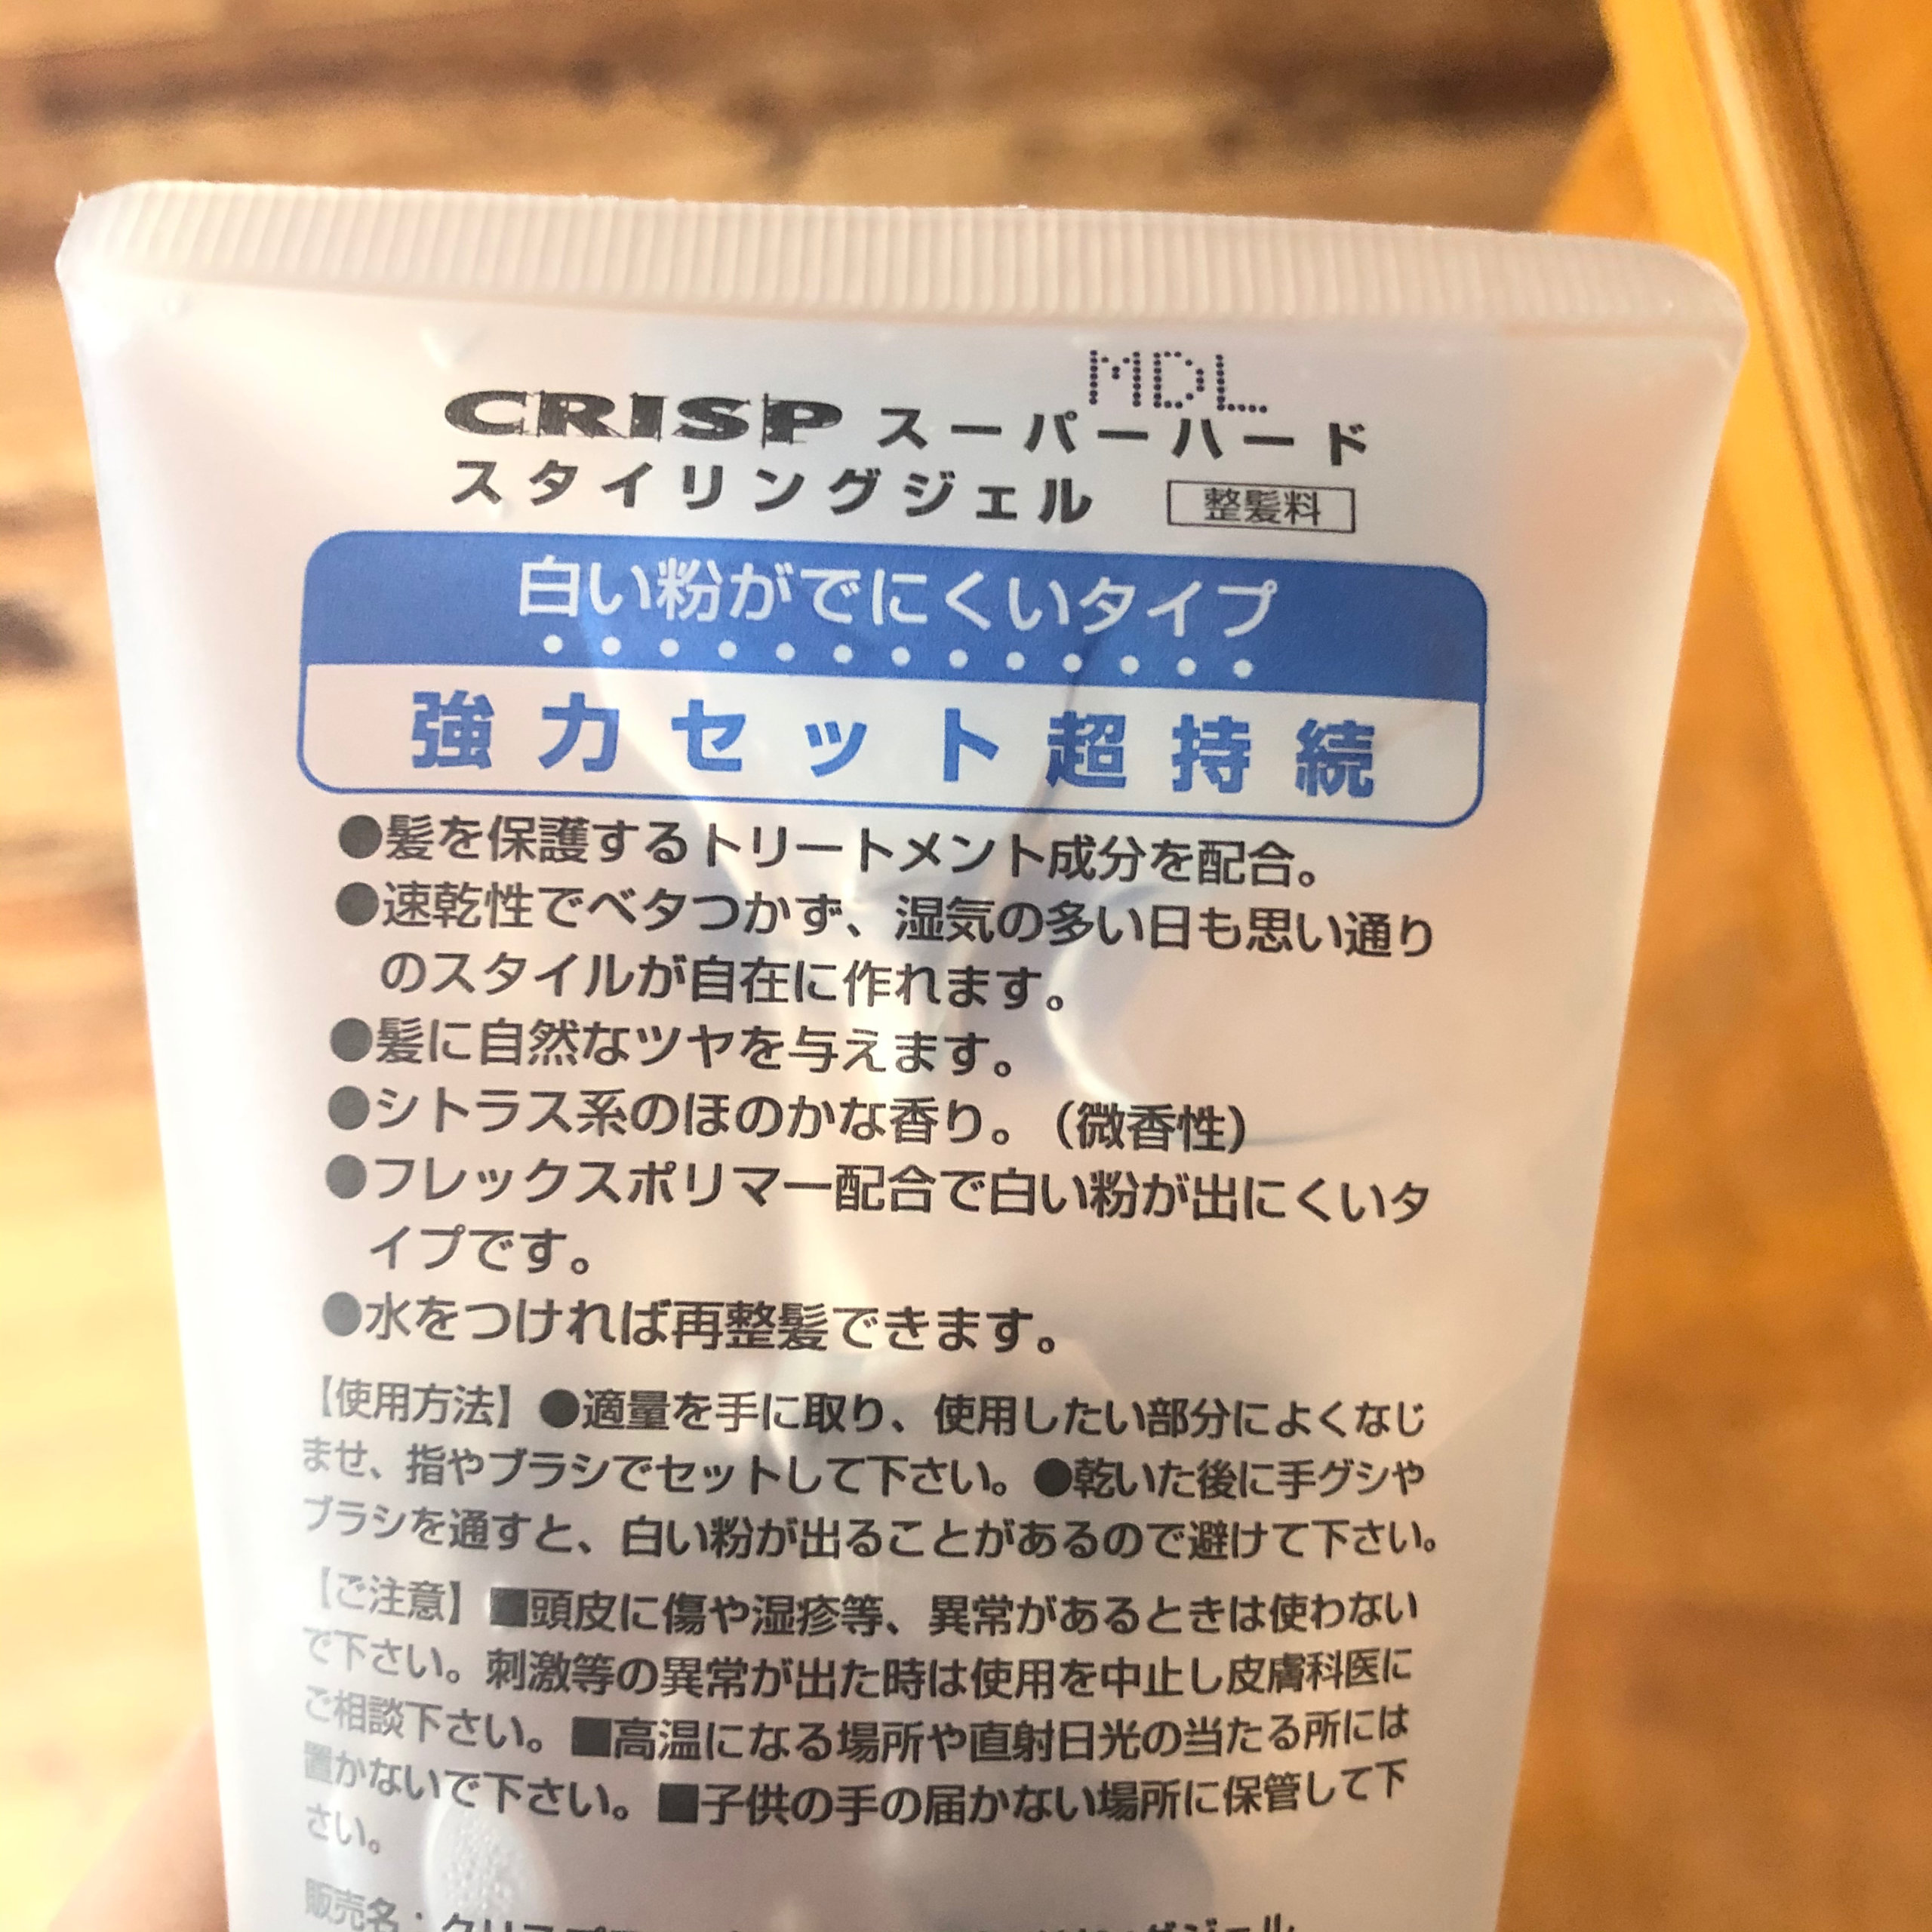 MDL
CRISP スーパーハード
スタイリングジェル 整髪料
白い粉がでにくいタイプ
強力セット超持続
●髪を保護するトリートメント成分を配合。
●速乾性でベタつかず、湿気の多い日も思い通り
のスタイルが自在に作れます。
●髪に自然なツヤを与えます。
●シトラス系のほのかな香り。(微香性)
●フレックスポリマー配合で白い粉が出にくいタ
イプです。
●水をつければ再整髪できます。
【使用方法】●適量を手に取り、使用したい部分によくなじ
ませ、指やブラシでセットして下さい。●乾いた後に手グシや
ブラシを通すと、白い粉が出ることがあるので避けて下さい。
【ご注意】■頭皮に傷や湿疹等、異常があるときは使わない
で下さい。刺激等の異常が出た時は使用を中止し皮膚科医に
ご相談下さい。■高温になる場所や直射日光の当たる所には
置かないで下さい。■子供の手の届かない場所に保管して下
さい。
販売名: